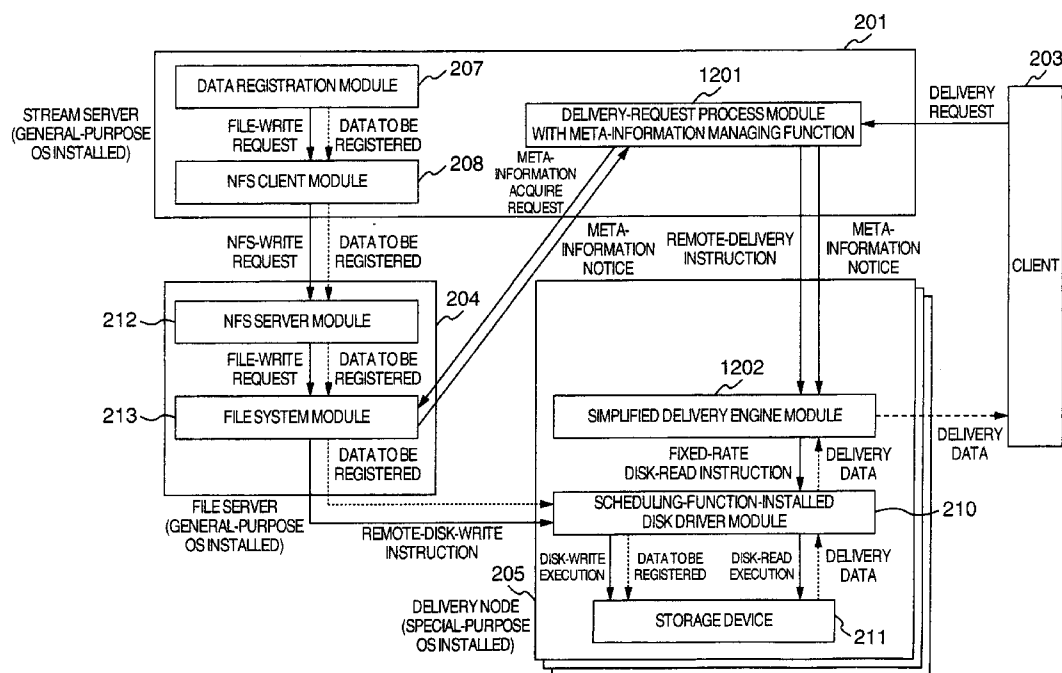 201
207
203
DATA REGISTRATION MODULE
1201
DELIVERY
REQUEST
STREAM SERVER
(GENERAL-PURPOSE
OS INSTALLED)
FILE-WRITE
REQUEST
DATA TO BE
REGISTERED
DELIVERY-REQUEST PROCESS MODULE
WITH META-INFORMATION MANAGING FUNCTION
208
NFS CLIENT MODULE
META-
INFORMATION
ACQUIRE
REQUEST
NFS-WRITE
REQUEST
DATA TO BE
REGISTERED
META-
INFORMATION
NOTICE
REMOTE-DELIVERY
INSTRUCTION
META-
INFORMATION
NOTICE
CLIENT
204
212
NFS SERVER MODULE
FILE-WRITE
REQUEST
DATA TO BE
REGISTERED
1202
213
FILE SYSTEM MODULE
SIMPLIFIED DELIVERY ENGINE MODULE
DELIVERY
DATA
DATA TO BE
REGISTERED
FIXED-RATE
DISK-READ INSTRUCTION
DELIVERY
DATA
SCHEDULING-FUNCTION-INSTALLED
DISK DRIVER MODULE
210
FILE SERVER
(GENERAL-PURPOSE
OS INSTALLED)
REMOTE-DISK-WRITE
INSTRUCTION
DISK-WRITE
EXECUTION
DATA TO BE
REGISTERED
DISK-READ
EXECUTION
DELIVERY
DATA
205
DELIVERY NODE
(SPECIAL-PURPOSE
OS INSTALLED)
STORAGE DEVICE
211